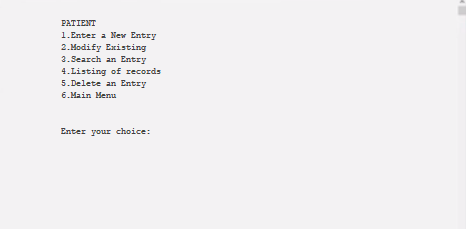 PATIENT
1.Enter a New Entry
2.Modify Existing
3.Search an Entry
4.Listing of records
5.Delete an Entry
6.Main Menu
Enter your choice: